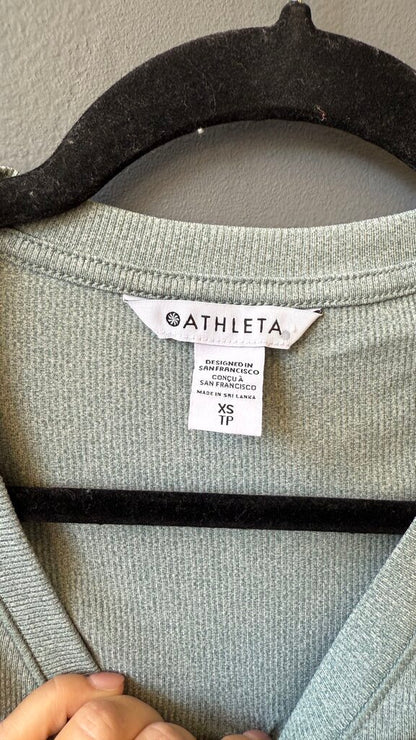 ATHLETA
DESIGNED IN
SAN FRANCISCO
CONÇU À
SAN FRANCISCO
MADE IN SRI LANKA
XS
TP